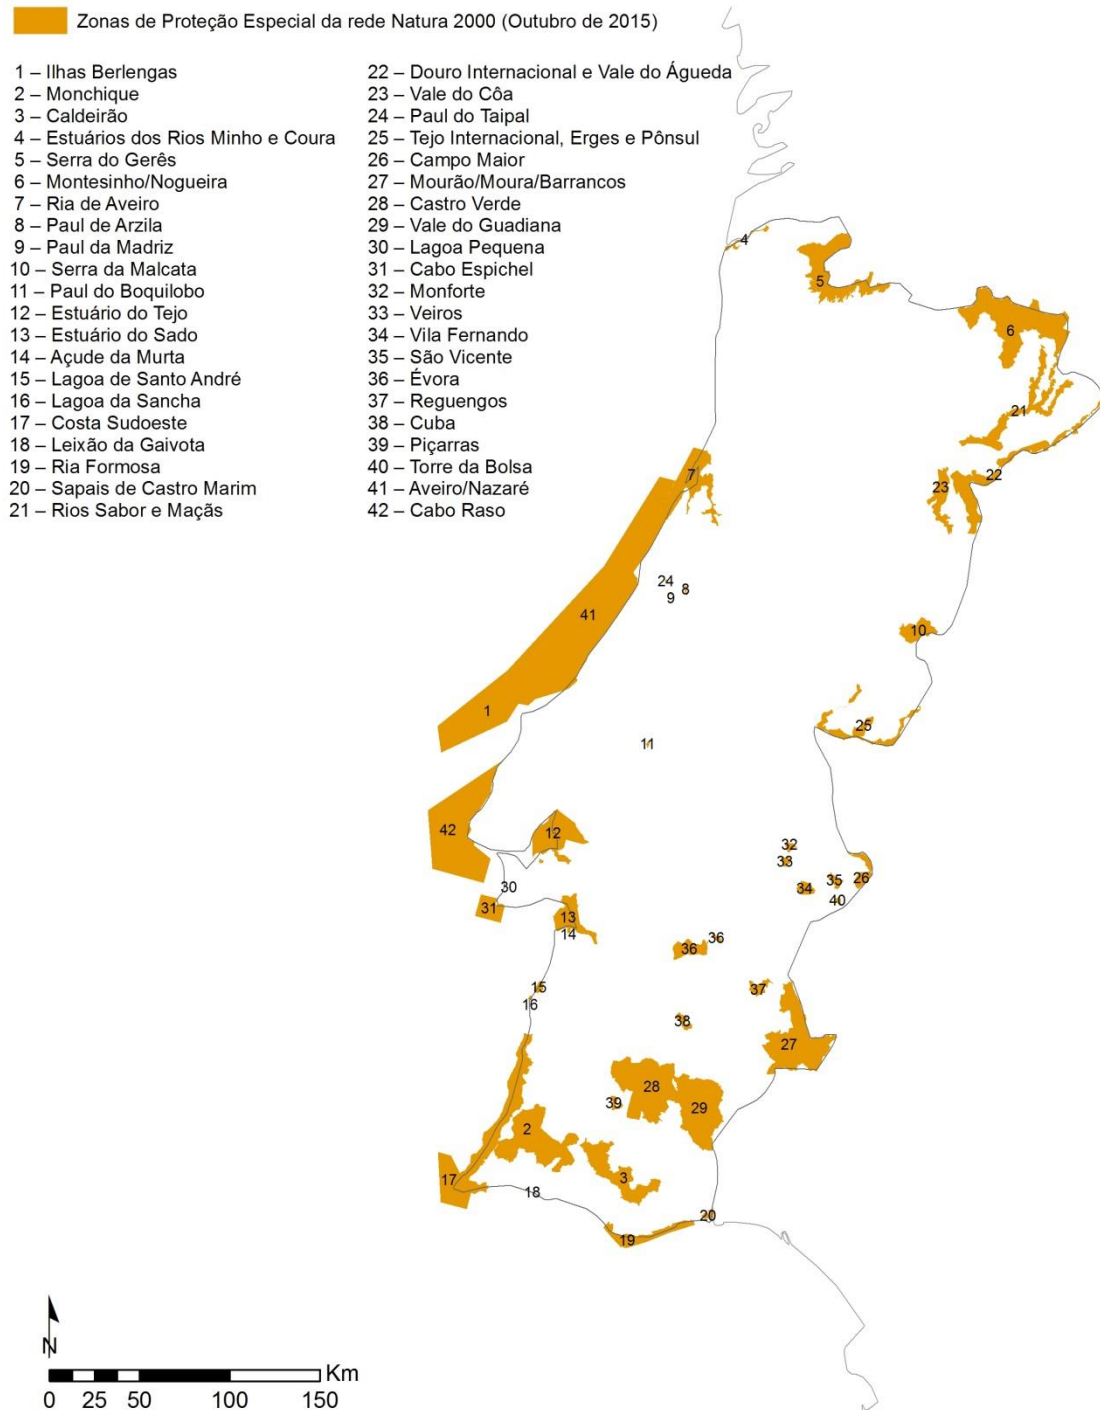 Zonas de Proteção Especial da rede Natura 2000 (Outubro de 2015)
1 – Ilhas Berlengas
2 – Monchique
3 – Caldeirão
4 – Estuários dos Rios Minho e Coura
5 – Serra do Gerês
6 – Montesinho/Nogueira
7 – Ria de Aveiro
8 – Paul de Arzila
9 – Paul da Madriz
10 – Serra da Malcata
11 – Paul do Boquilobo
12 – Estuário do Tejo
13 – Estuário do Sado
14 – Açude da Murta
15 – Lagoa de Santo André
16 – Lagoa da Sancha
17 – Costa Sudoeste
18 – Leixão da Gaivota
19 – Ria Formosa
20 – Sapais de Castro Marim
21 – Rios Sabor e Maçãs
22 – Douro Internacional e Vale do Águeda
23 – Vale do Côa
24 – Paul do Taipal
25 – Tejo Internacional, Erges e Pônsul
26 – Campo Maior
27 – Mourão/Moura/Barrancos
28 – Castro Verde
29 – Vale do Guadiana
30 – Lagoa Pequena
31 – Cabo Espichel
32 – Monforte
33 – Veiros
34 – Vila Fernando
35 – São Vicente
36 – Évora
37 – Reguengos
38 – Cuba
39 – Piçarras
40 – Torre da Bolsa
41 – Aveiro/Nazaré
42 – Cabo Raso
4
5
6
21
7
22
23
24
8
9
41
10
1
25
11
42
12
32
33
30
34
35
26
40
31
13
14
36
36
15
37
16
38
27
28
39
29
2
17
3
18
20
19
N
Km
0 25 50 100 150